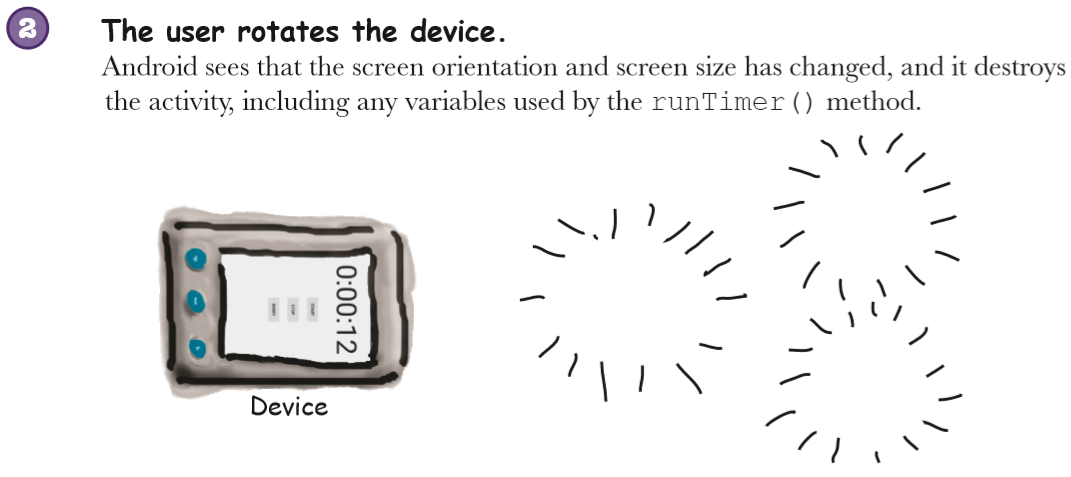 2
The user rotates the device.
Android sees that the screen orientation and screen size has changed, and it destroys
the activity, including any variables used by the runTimer() method.
0:00:12
Device